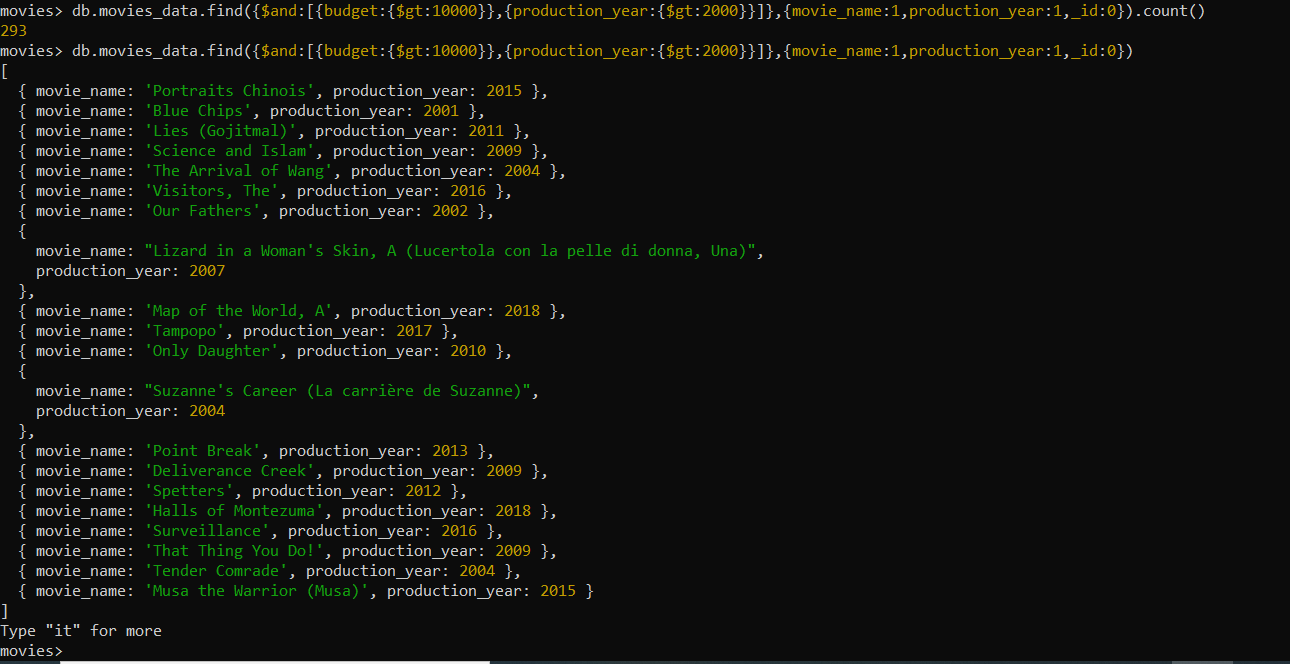 movies> db.movies_data.find({$and:[{budget:{$gt:10000}},{production_year:{$gt:2000}}]},{movie_name:1,production_year:1,_id:0}).count()
293
movies> db.movies_data.find({$and:[{budget:{$gt:10000}},{production_year:{$gt:2000}}]},{movie_name:1,production_year:1,_id:0})
[
  { movie_name: 'Portraits Chinois', production_year: 2015 },
  { movie_name: 'Blue Chips', production_year: 2001 },
  { movie_name: 'Lies (Gojitmal)', production_year: 2011 },
  { movie_name: 'Science and Islam', production_year: 2009 },
  { movie_name: 'The Arrival of Wang', production_year: 2004 },
  { movie_name: 'Visitors, The', production_year: 2016 },
  { movie_name: 'Our Fathers', production_year: 2002 },
  {
    movie_name: "Lizard in a Woman's Skin, A (Lucertola con la pelle di donna, Una)",
    production_year: 2007
  },
  { movie_name: 'Map of the World, A', production_year: 2018 },
  { movie_name: 'Tampopo', production_year: 2017 },
  { movie_name: 'Only Daughter', production_year: 2010 },
  {
    movie_name: "Suzanne's Career (La carrière de Suzanne)",
    production_year: 2004
  },
  { movie_name: 'Point Break', production_year: 2013 },
  { movie_name: 'Deliverance Creek', production_year: 2009 },
  { movie_name: 'Spetters', production_year: 2012 },
  { movie_name: 'Halls of Montezuma', production_year: 2018 },
  { movie_name: 'Surveillance', production_year: 2016 },
  { movie_name: 'That Thing You Do!', production_year: 2009 },
  { movie_name: 'Tender Comrade', production_year: 2004 },
  { movie_name: 'Musa the Warrior (Musa)', production_year: 2015 }
]
Type "it" for more
movies>